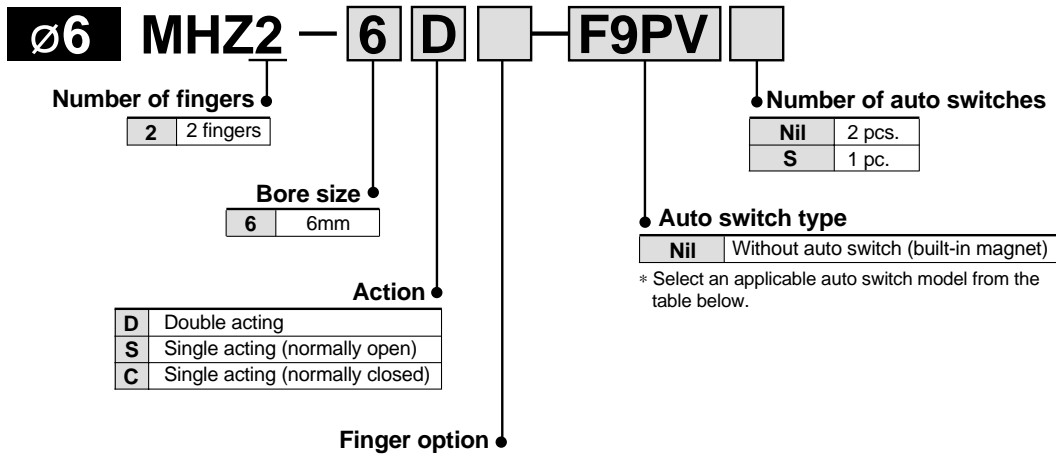 ø6 MHZ2 — 6 D — F9PV
Number of fingers
2 2 fingers
Number of auto switches
Nil 2 pcs.
S 1 pc.
Bore size
6 6mm
Auto switch type
Nil Without auto switch (built-in magnet)
* Select an applicable auto switch model from the
table below.
Action
D Double acting
S Single acting (normally open)
C Single acting (normally closed)
Finger option